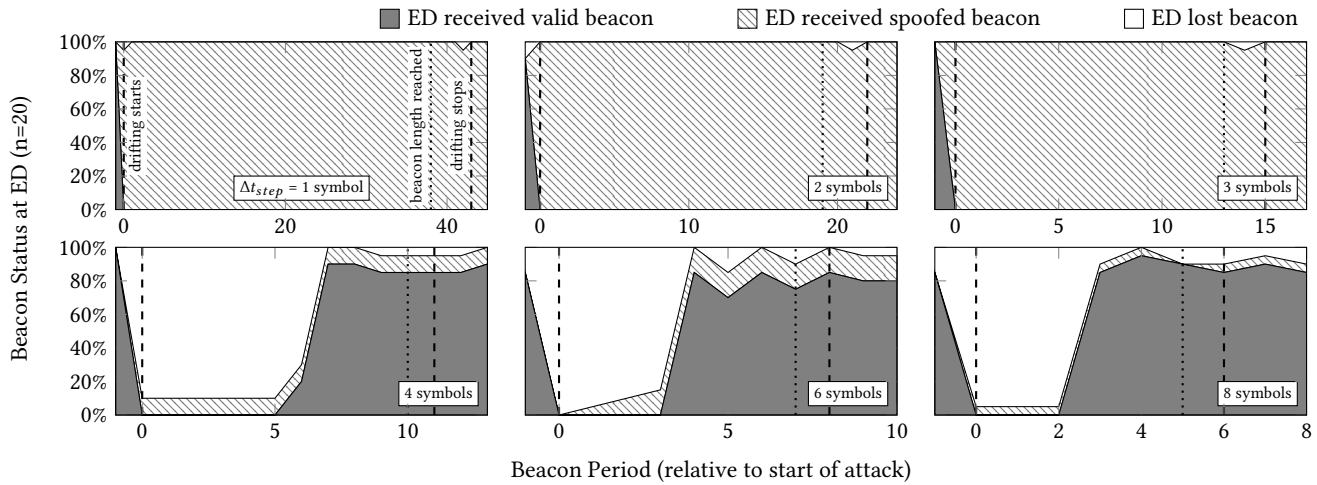 ED received valid beacon ED received spoofed beacon ED lost beacon
Beacon Status at ED (n=20)
100%
80%
60%
40%
20%
0%
drifting starts
beacon length reached
drifting stops
Δt_step = 1 symbol
0 20 40
2 symbols
0 10 20
3 symbols
0 5 10 15
100%
80%
60%
40%
20%
0%
4 symbols
0 5 10
6 symbols
0 5 10
8 symbols
0 2 4 6 8
Beacon Period (relative to start of attack)